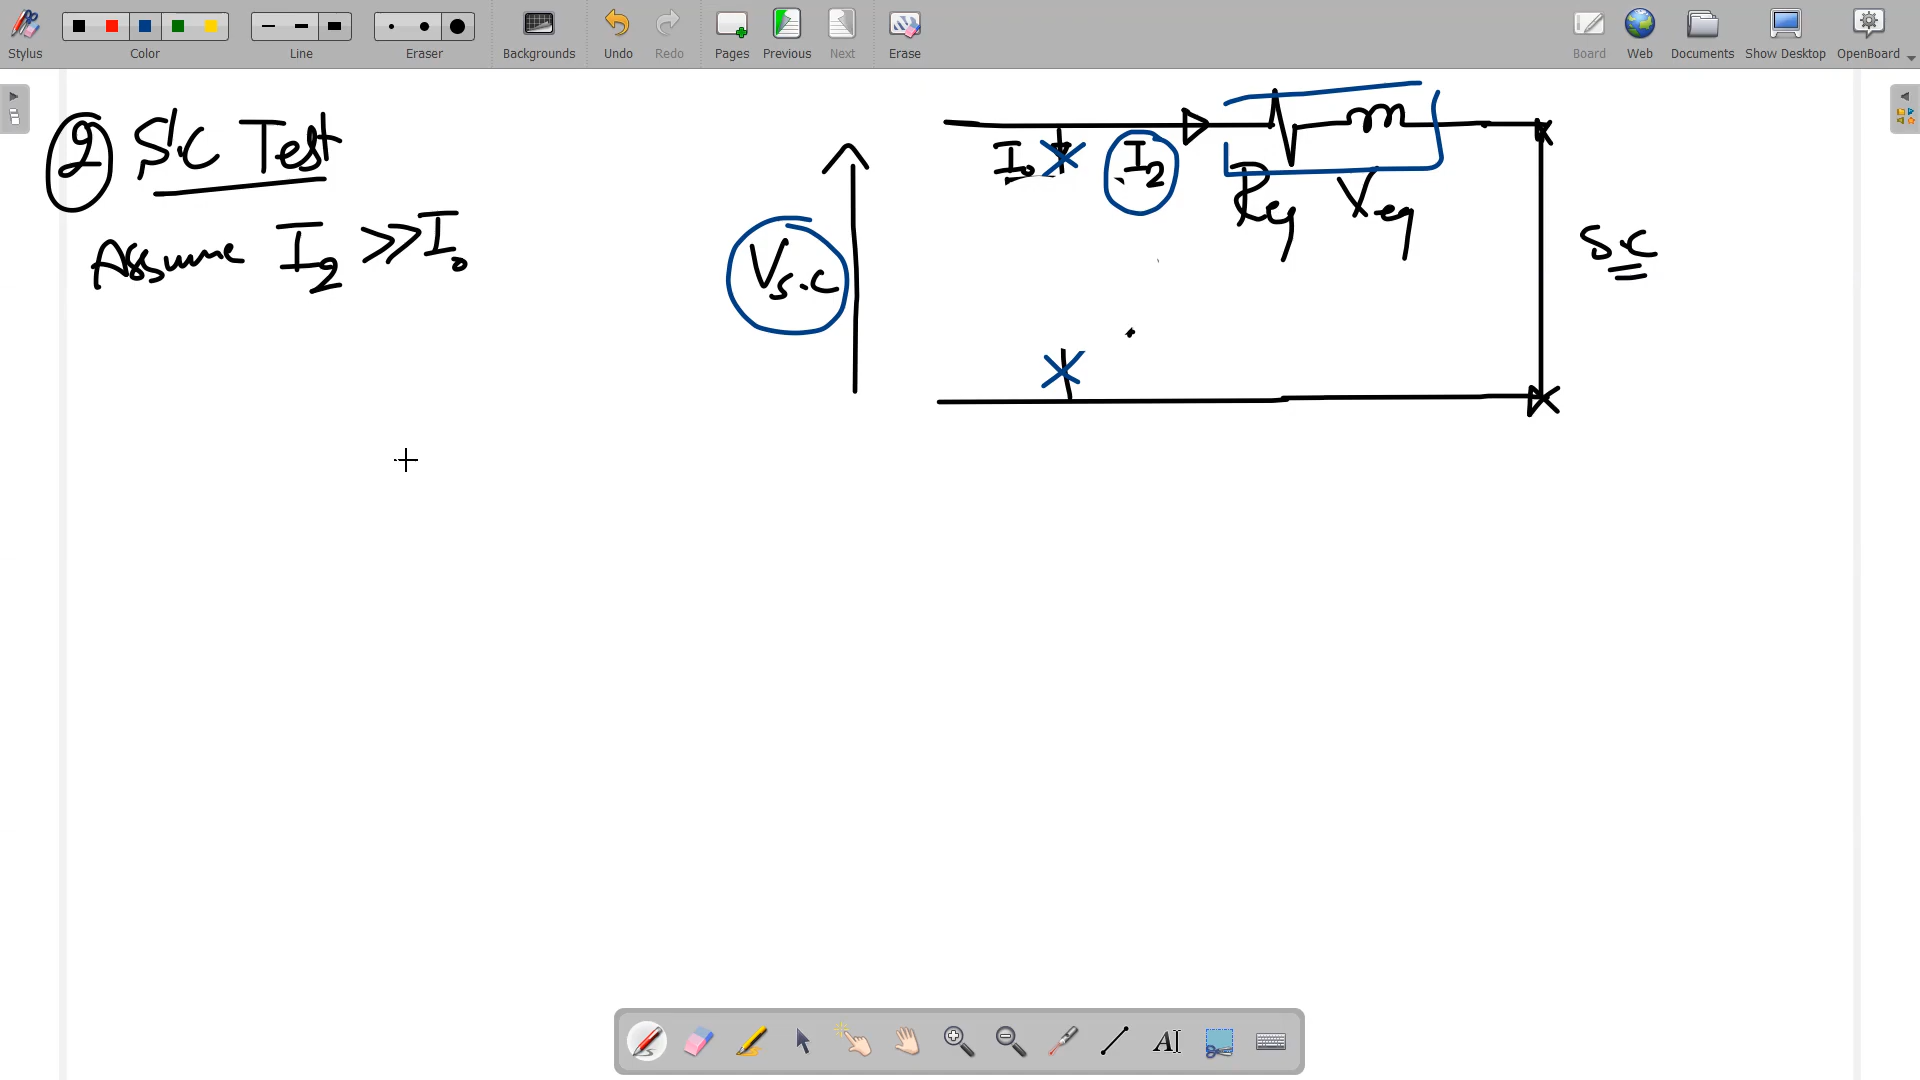 Stylus Color Line Eraser Backgrounds Undo Redo Pages Previous Next Erase Board Web Documents Show Desktop OpenBoard
② S.C Test
Assume I₂ >> I₀
I₀ I₂
Req Xeq
Vs.c
S.C